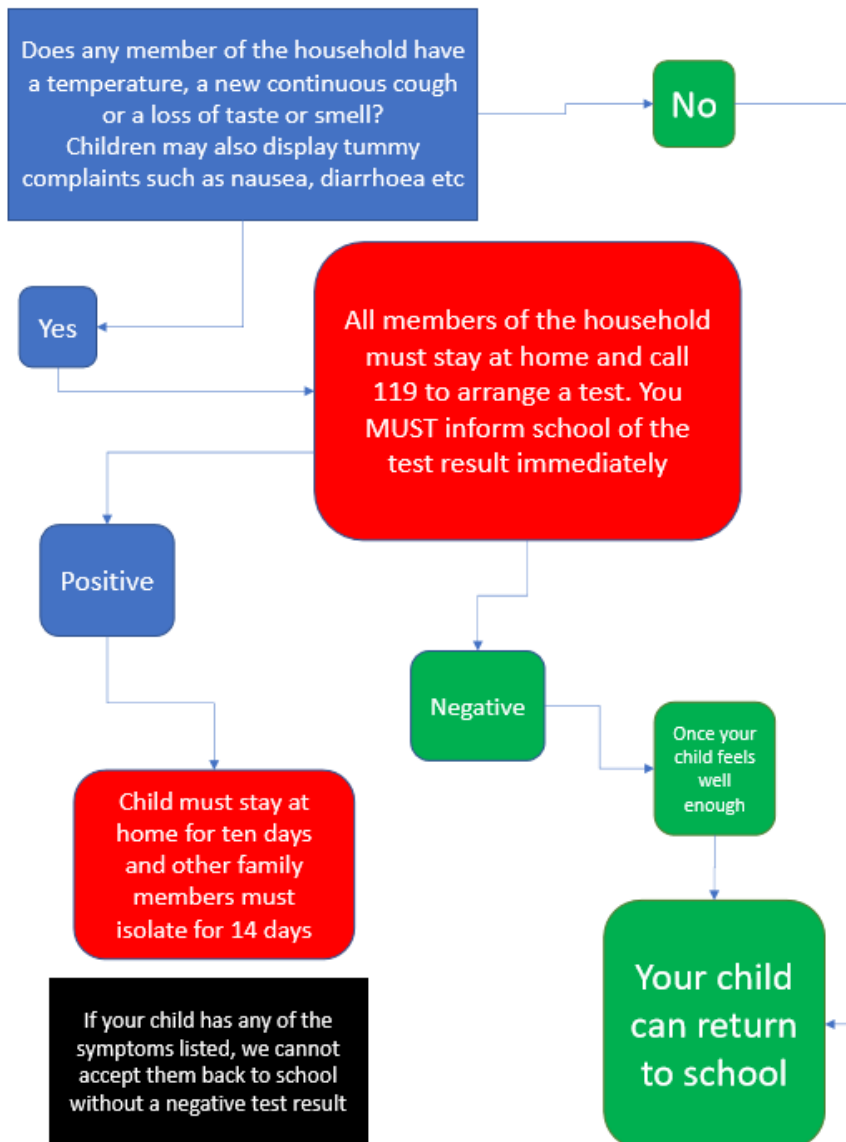 Does any member of the household have
a temperature, a new continuous cough
or a loss of taste or smell?
Children may also display tummy
complaints such as nausea, diarrhoea etc
No
Yes
All members of the household
must stay at home and call
119 to arrange a test. You
MUST inform school of the
test result immediately
Positive
Negative
Once your
child feels
well
enough
Child must stay at
home for ten days
and other family
members must
isolate for 14 days
Your child
can return
to school
If your child has any of the
symptoms listed, we cannot
accept them back to school
without a negative test result